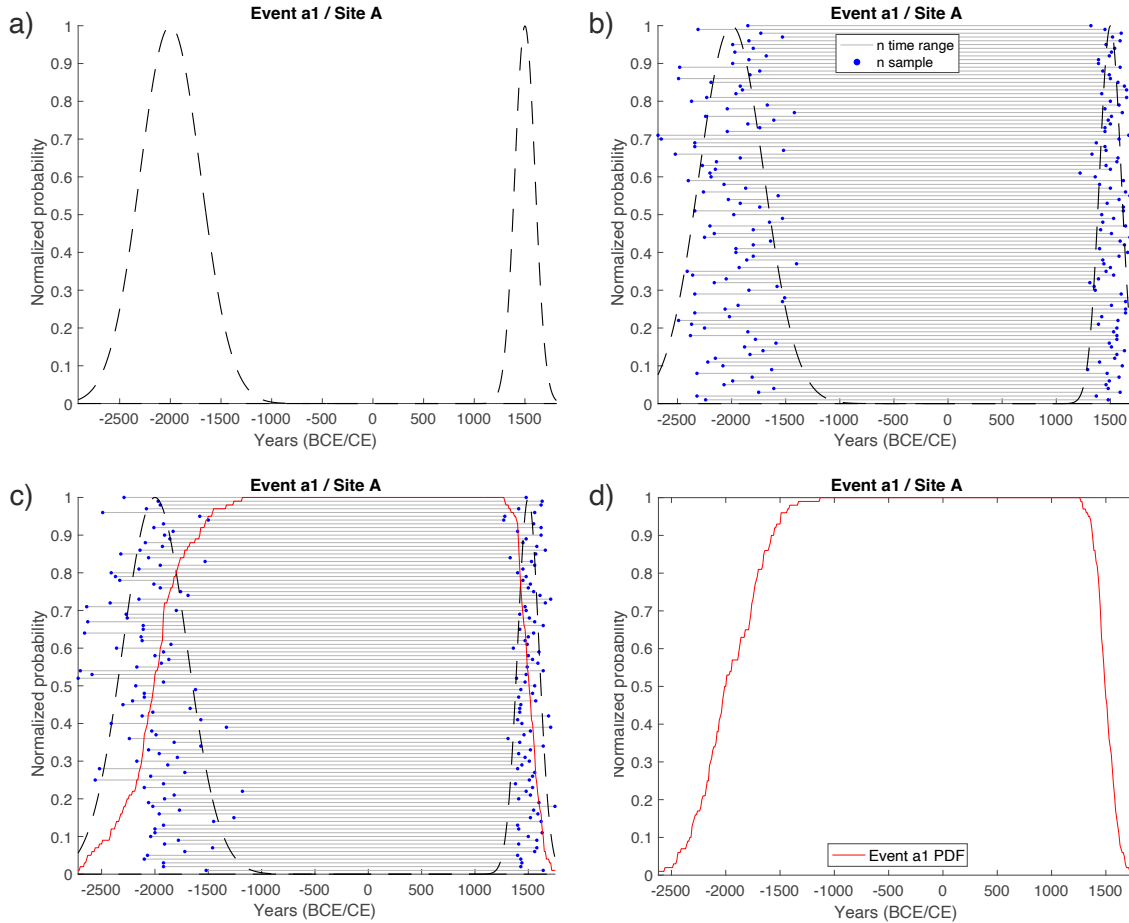 a)
Event a1 / Site A
Normalized probability
1
0.9
0.8
0.7
0.6
0.5
0.4
0.3
0.2
0.1
0
-2500 -2000 -1500 -1000 -500 0 500 1000 1500
Years (BCE/CE)
b)
Event a1 / Site A
n time range
n sample
Normalized probability
1
0.9
0.8
0.7
0.6
0.5
0.4
0.3
0.2
0.1
0
-2500 -2000 -1500 -1000 -500 0 500 1000 1500
Years (BCE/CE)
c)
Event a1 / Site A
Normalized probability
1
0.9
0.8
0.7
0.6
0.5
0.4
0.3
0.2
0.1
0
-2500 -2000 -1500 -1000 -500 0 500 1000 1500
Years (BCE/CE)
d)
Event a1 / Site A
Normalized probability
1
0.9
0.8
0.7
0.6
0.5
0.4
0.3
0.2
0.1
0
Event a1 PDF
-2500 -2000 -1500 -1000 -500 0 500 1000 1500
Years (BCE/CE)